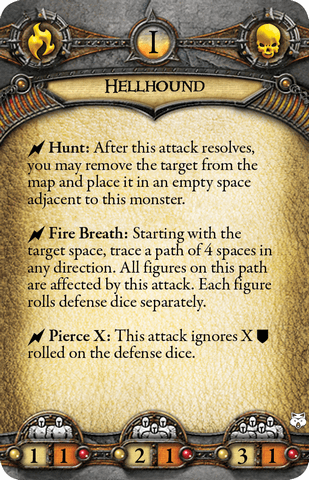 I
HELLHOUND
Hunt: After this attack resolves,
you may remove the target from the
map and place it in an empty space
adjacent to this monster.
Fire Breath: Starting with the
target space, trace a path of 4 spaces in
any direction. All figures on this path
are affected by this attack. Each figure
rolls defense dice separately.
Pierce X: This attack ignores X
rolled on the defense dice.
1 1 2 1 3 1